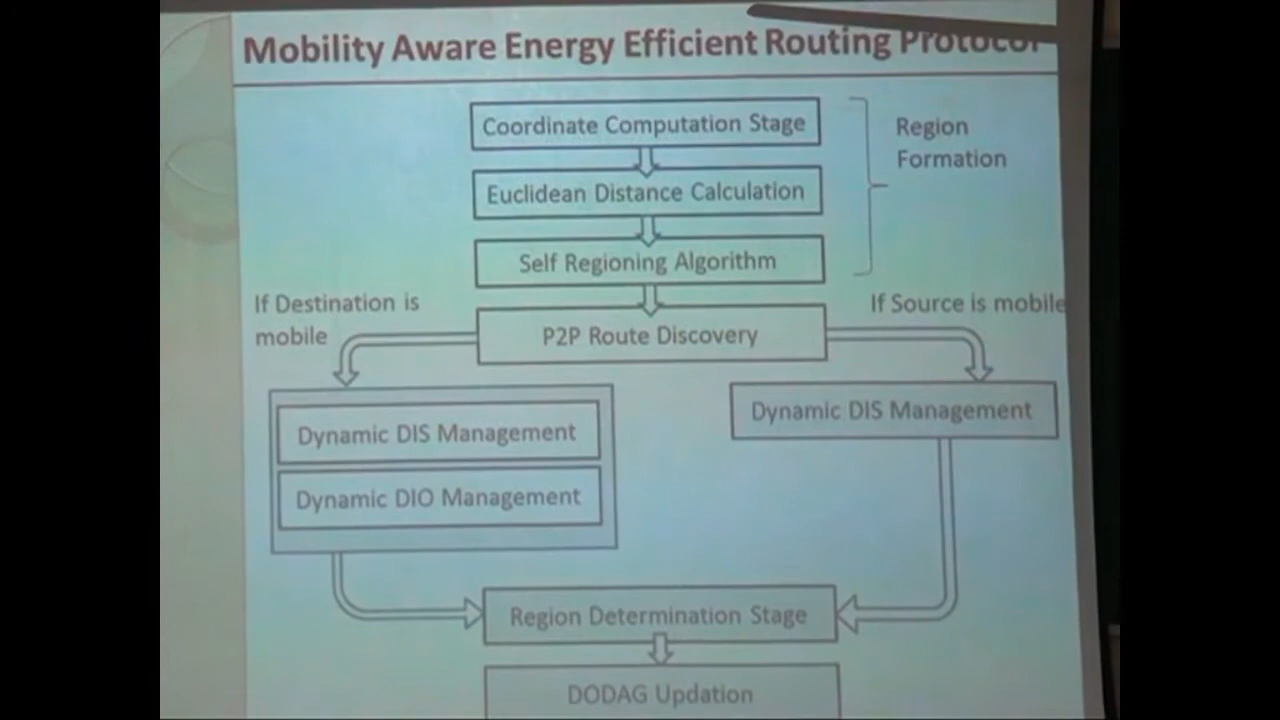 Mobility Aware Energy Efficient Routing Protocol
Coordinate Computation Stage
Region
Formation
Euclidean Distance Calculation
Self Regioning Algorithm
If Destination is
mobile
If Source is mobile
P2P Route Discovery
Dynamic DIS Management
Dynamic DIO Management
Dynamic DIS Management
Region Determination Stage
DODAG Updation